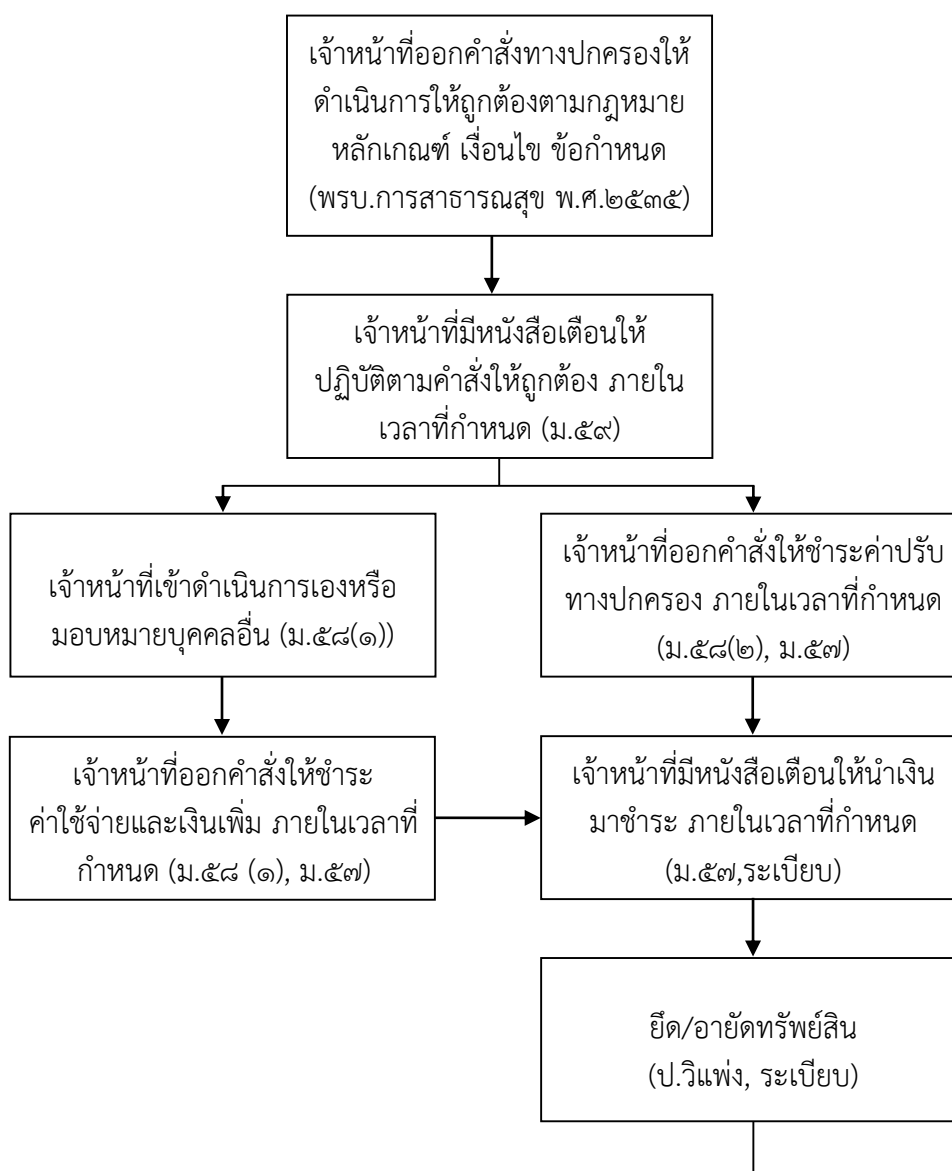 เจ้าหน้าที่ออกคำสั่งทางปกครองให้
ดำเนินการให้ถูกต้องตามกฎหมาย
หลักเกณฑ์ เงื่อนไข ข้อกำหนด
(พรบ.การสาธารณสุข พ.ศ.๒๕๓๕)
เจ้าหน้าที่มีหนังสือเตือนให้
ปฏิบัติตามคำสั่งให้ถูกต้อง ภายใน
เวลาที่กำหนด (ม.๕๙)
เจ้าหน้าที่เข้าดำเนินการเองหรือ
มอบหมายบุคคลอื่น (ม.๕๘(๑))
เจ้าหน้าที่ออกคำสั่งให้ชำระค่าปรับ
ทางปกครอง ภายในเวลาที่กำหนด
(ม.๕๘(๒), ม.๕๗)
เจ้าหน้าที่ออกคำสั่งให้ชำระ
ค่าใช้จ่ายและเงินเพิ่ม ภายในเวลาที่
กำหนด (ม.๕๘ (๑), ม.๕๗)
เจ้าหน้าที่มีหนังสือเตือนให้นำเงิน
มาชำระ ภายในเวลาที่กำหนด
(ม.๕๗,ระเบียบ)
ยึด/อายัดทรัพย์สิน
(ป.วิแพ่ง, ระเบียบ)